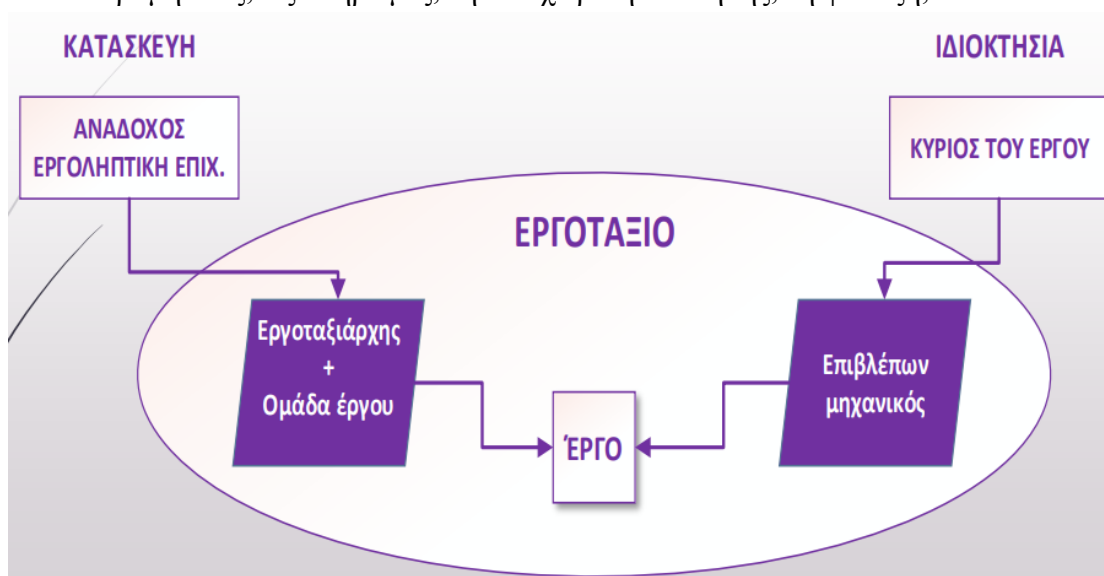 ΚΑΤΑΣΚΕΥΗ
ΙΔΙΟΚΤΗΣΙΑ
ΑΝΑΔΟΧΟΣ
ΕΡΓΟΛΗΠΤΙΚΗ ΕΠΙΧ.
ΚΥΡΙΟΣ ΤΟΥ ΕΡΓΟΥ
ΕΡΓΟΤΑΞΙΟ
Εργοταξιάρχης
+
Ομάδα έργου
Επιβλέπων
μηχανικός
ΈΡΓΟ